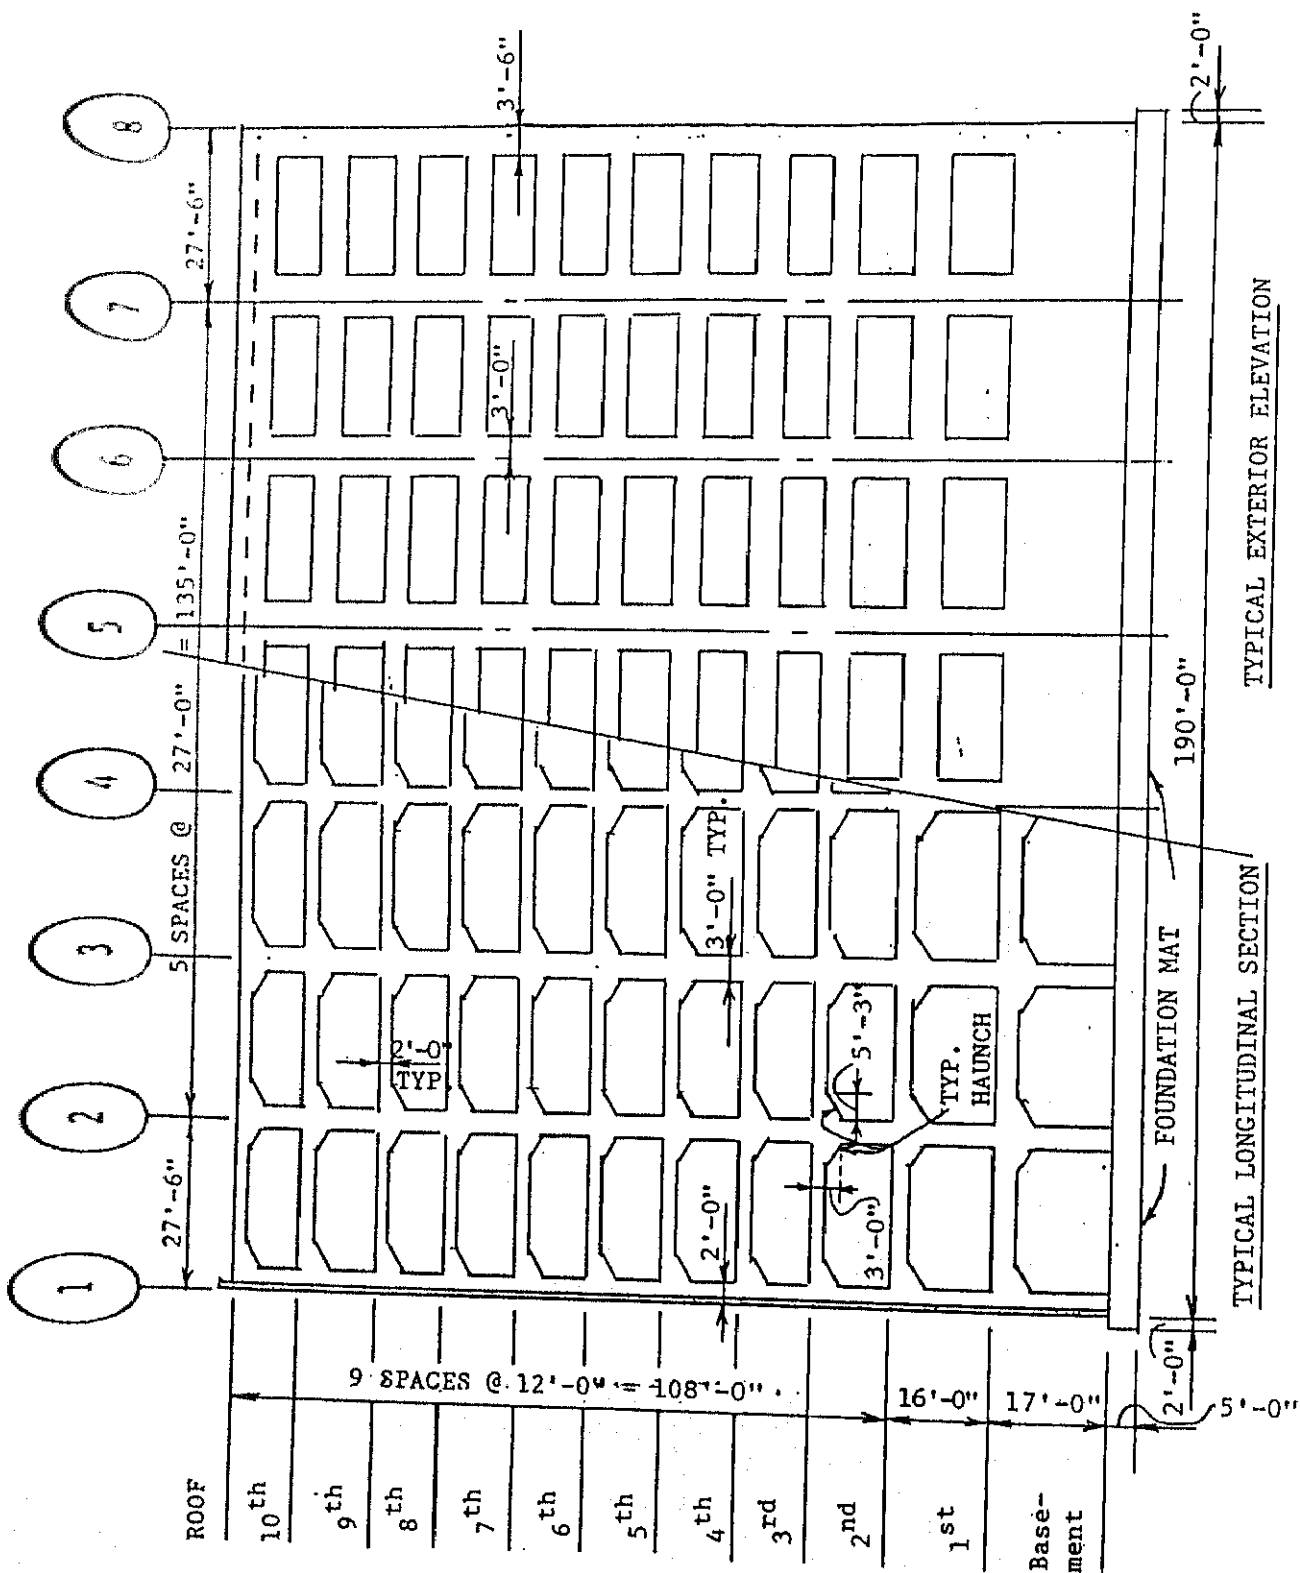 1
2
3
4
5
6
7
8
27'-6"
5 SPACES @ 27'-0" = 135'-0"
27'-6"
3'-6"
3'-0"
2'-0"
TYP
3'-0" TYP.
2'-0"
5'-3"
3'-0"
TYP.
HAUNCH
ROOF
10th
9th
8th
7th
6th
5th
4th
3rd
2nd
1st
Base-
ment
9 SPACES @ 12'-0" = 108'-0"
16'-0"
17'-0"
5'-0"
2'-0"
190'-0"
2'-0"
FOUNDATION MAT
TYPICAL LONGITUDINAL SECTION
TYPICAL EXTERIOR ELEVATION